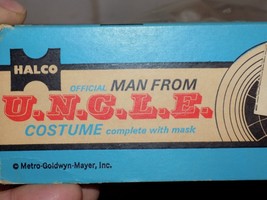 HALCO
OFFICIAL MAN FROM
U.N.C.L.E.
COSTUME complete with mask
© Metro-Goldwyn-Mayer, Inc.